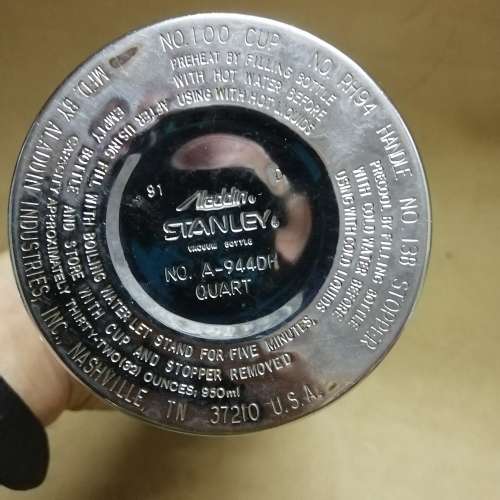 NO. 100 CUP NO. RH94 HANDLE NO. 13B STOPPER
MFD. BY ALADDIN INDUSTRIES, INC., NASHVILLE, TN 37210 U.S.A.
PREHEAT BY FILLING BOTTLE
WITH HOT WATER BEFORE
USING WITH HOT LIQUIDS
PRECOOL BY FILLING BOTTLE
WITH COLD WATER BEFORE
USING WITH COLD LIQUIDS
AFTER USING FILL WITH BOILING WATER LET STAND FOR FIVE MINUTES,
EMPTY BOTTLE AND STORE WITH CUP AND STOPPER REMOVED
CAPACITY APPROXIMATELY THIRTY-TWO (32) OUNCES; 950ml
81
Aladdin®
STANLEY®
VACUUM BOTTLE
NO. A-944DH
QUART